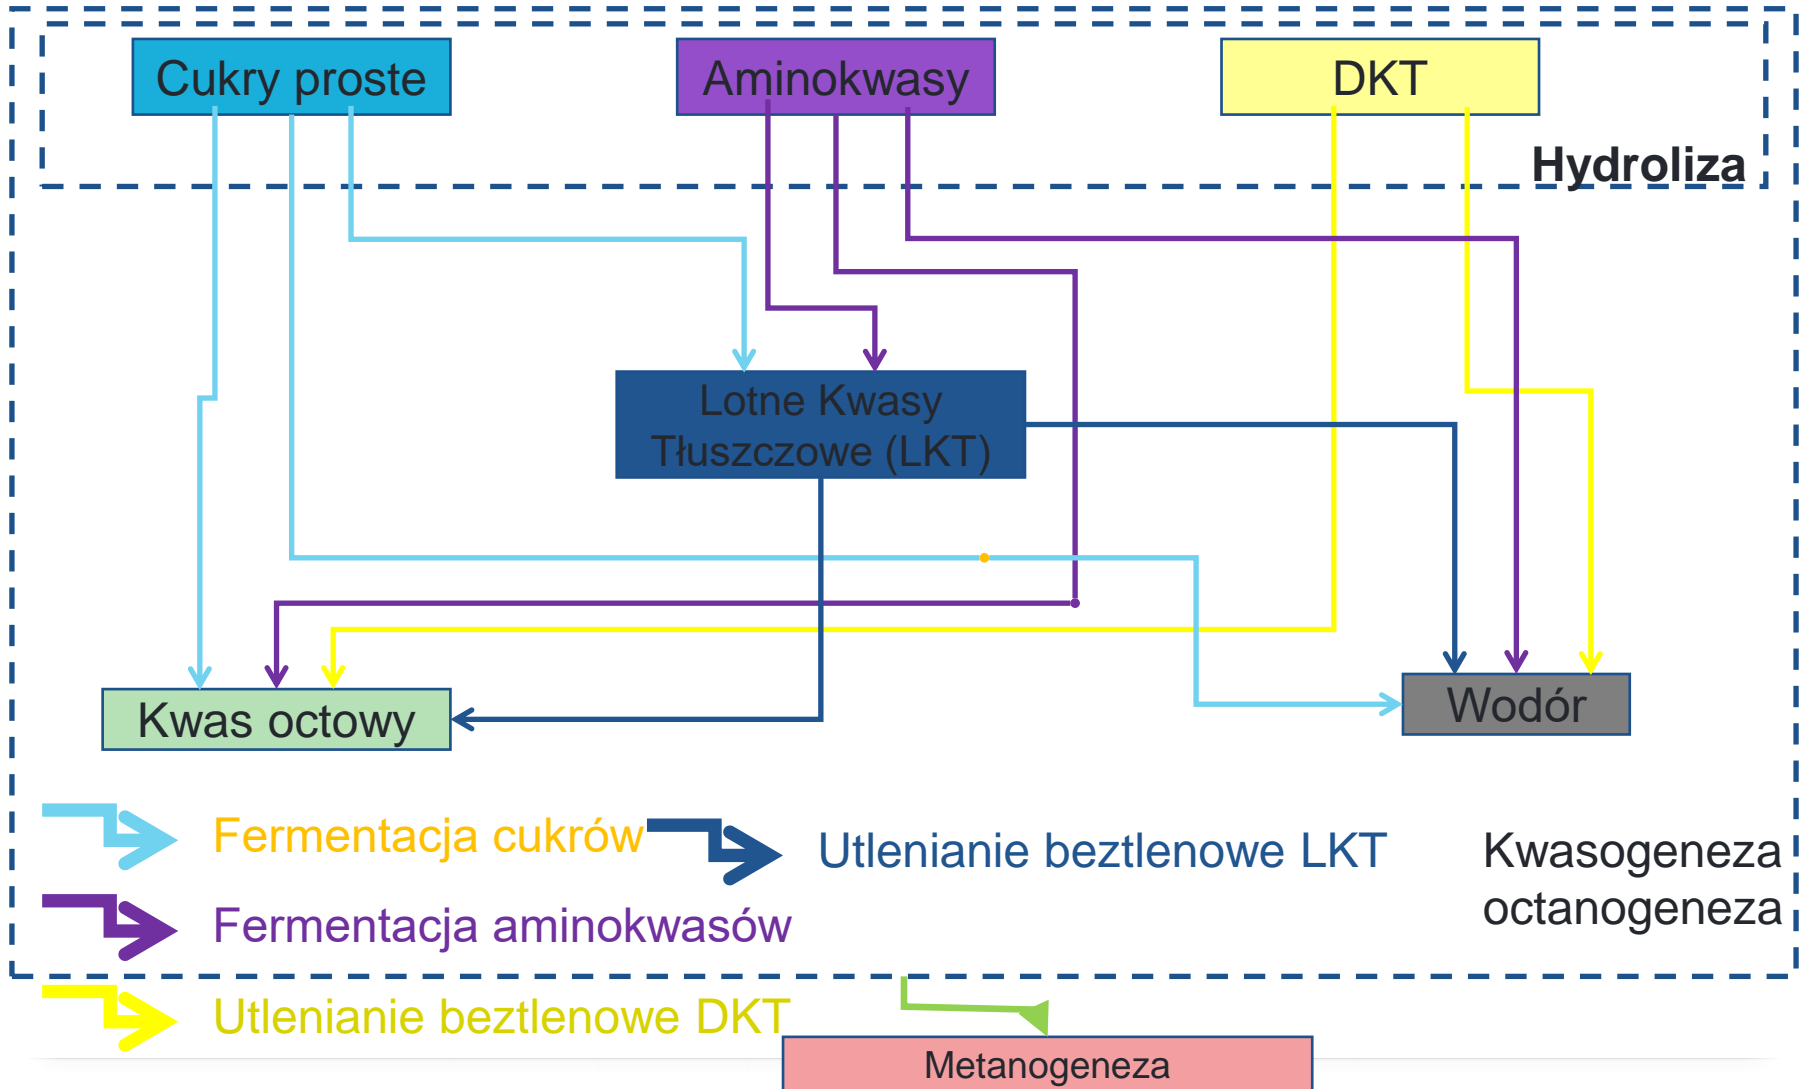 Cukry proste
Aminokwasy
DKT
Hydroliza
Lotne Kwasy
Tłuszczowe (LKT)
Kwas octowy
Wodór
Fermentacja cukrów
Utlenianie beztlenowe LKT
Kwasogeneza
octanogeneza
Fermentacja aminokwasów
Utlenianie beztlenowe DKT
Metanogeneza